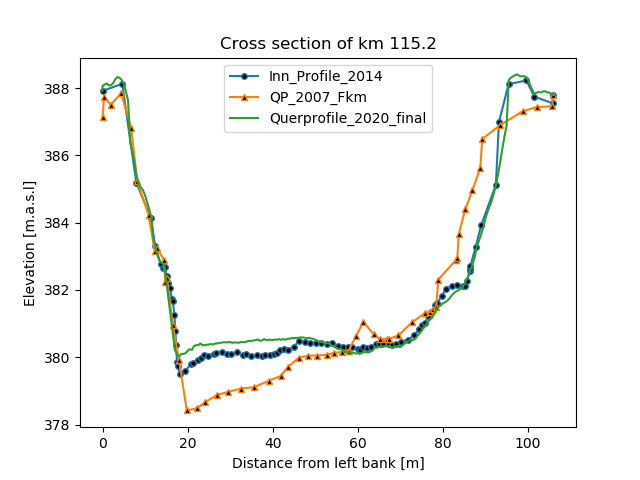 Cross section of km 115.2
Inn_Profile_2014
QP_2007_Fkm
Querprofile_2020_final
Elevation [m.a.s.l]
388
386
384
382
380
378
0 20 40 60 80 100
Distance from left bank [m]